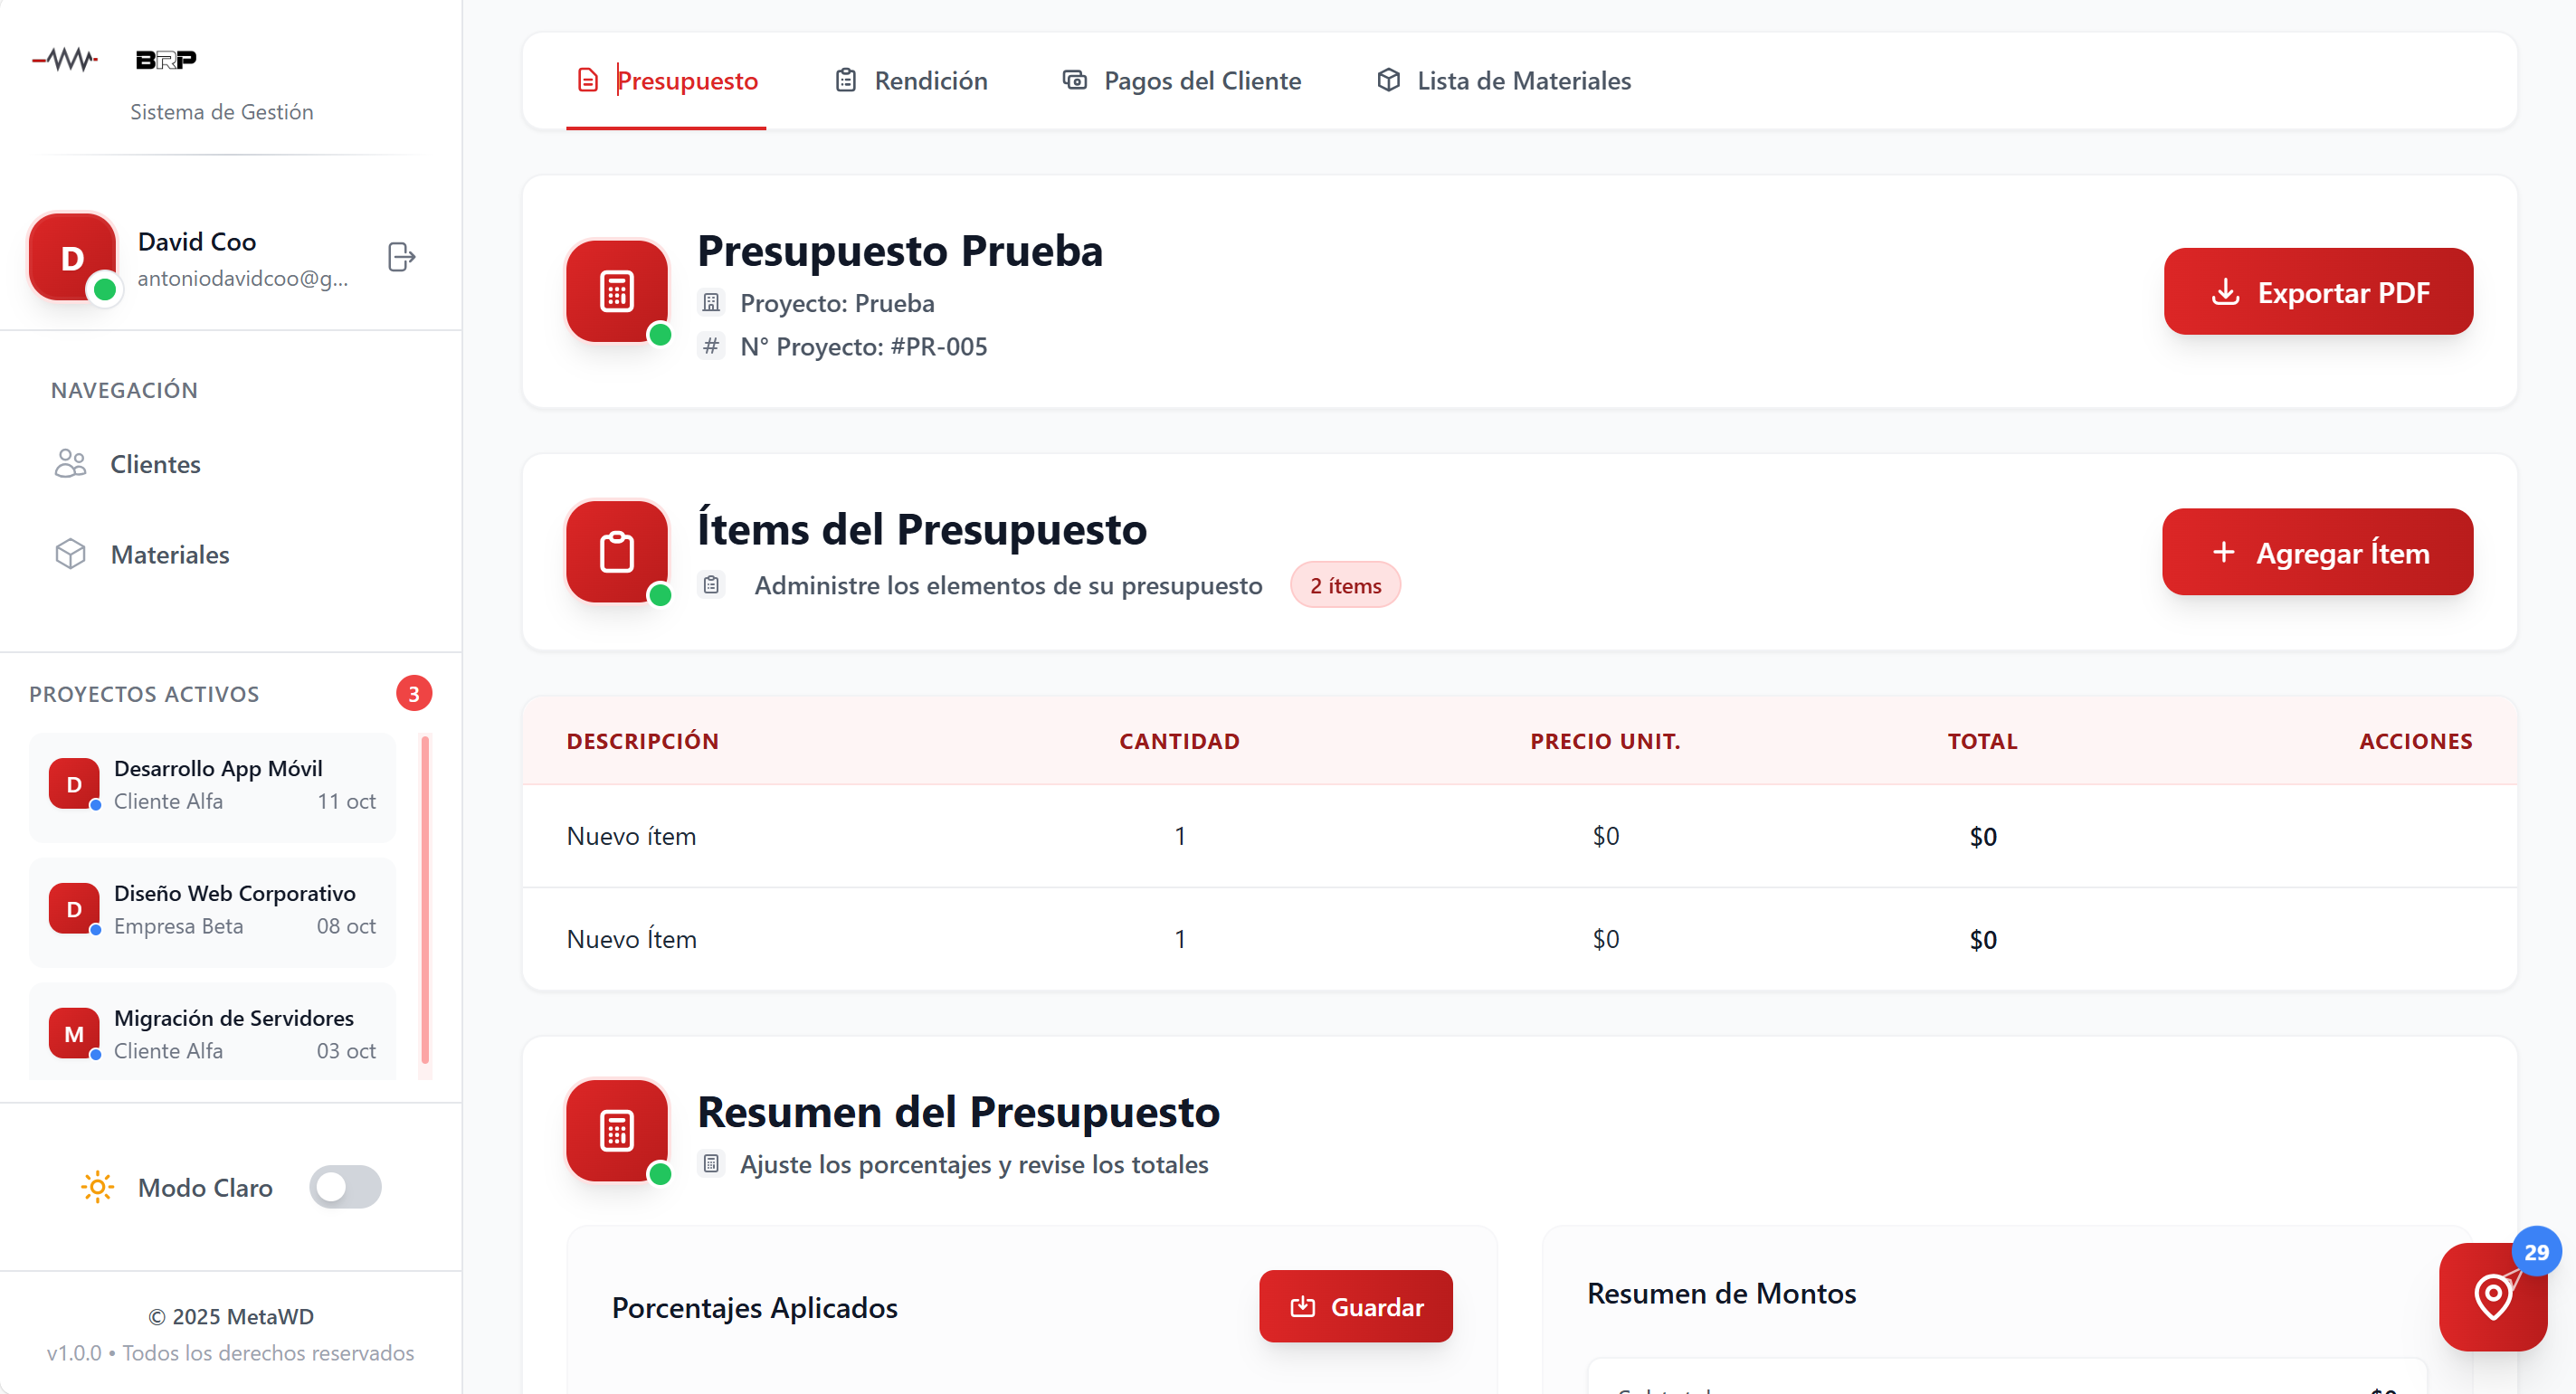 BRP
Sistema de Gestión
D
David Coo
antoniodavidcoo@g...
NAVEGACIÓN
Clientes
Materiales
PROYECTOS ACTIVOS 3
D
Desarrollo App Móvil
Cliente Alfa 11 oct
D
Diseño Web Corporativo
Empresa Beta 08 oct
M
Migración de Servidores
Cliente Alfa 03 oct
Modo Claro
© 2025 MetaWD
v1.0.0 • Todos los derechos reservados
Presupuesto Rendición Pagos del Cliente Lista de Materiales
Presupuesto Prueba
Proyecto: Prueba
# N° Proyecto: #PR-005
Exportar PDF
Ítems del Presupuesto
Administre los elementos de su presupuesto 2 ítems
+ Agregar Ítem
DESCRIPCIÓN CANTIDAD PRECIO UNIT. TOTAL ACCIONES
Nuevo ítem 1 $0 $0
Nuevo Ítem 1 $0 $0
Resumen del Presupuesto
Ajuste los porcentajes y revise los totales
Porcentajes Aplicados Guardar
Resumen de Montos
29